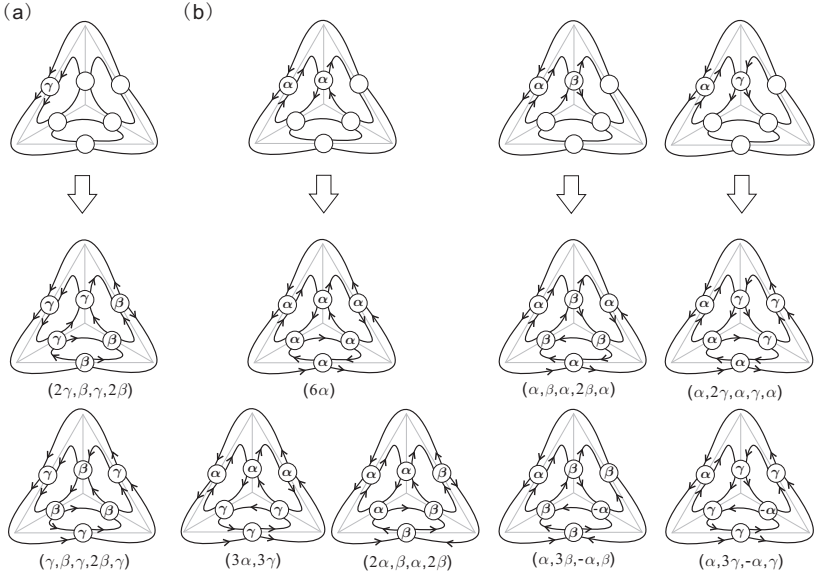 (a) (b)
γ α α α β α γ
γ γ β α α α α β α α γ γ
γ β α α β β α γ
β α α α
(2γ,β,γ,2β) (6α) (α,β,α,2β,α) (α,2γ,α,γ,α)
γ β γ α α α α α β α β β α γ γ
β β γ γ α β β -α γ -α
γ γ β β γ
(γ,β,γ,2β,γ) (3α,3γ) (2α,β,α,2β) (α,3β,-α,β) (α,3γ,-α,γ)